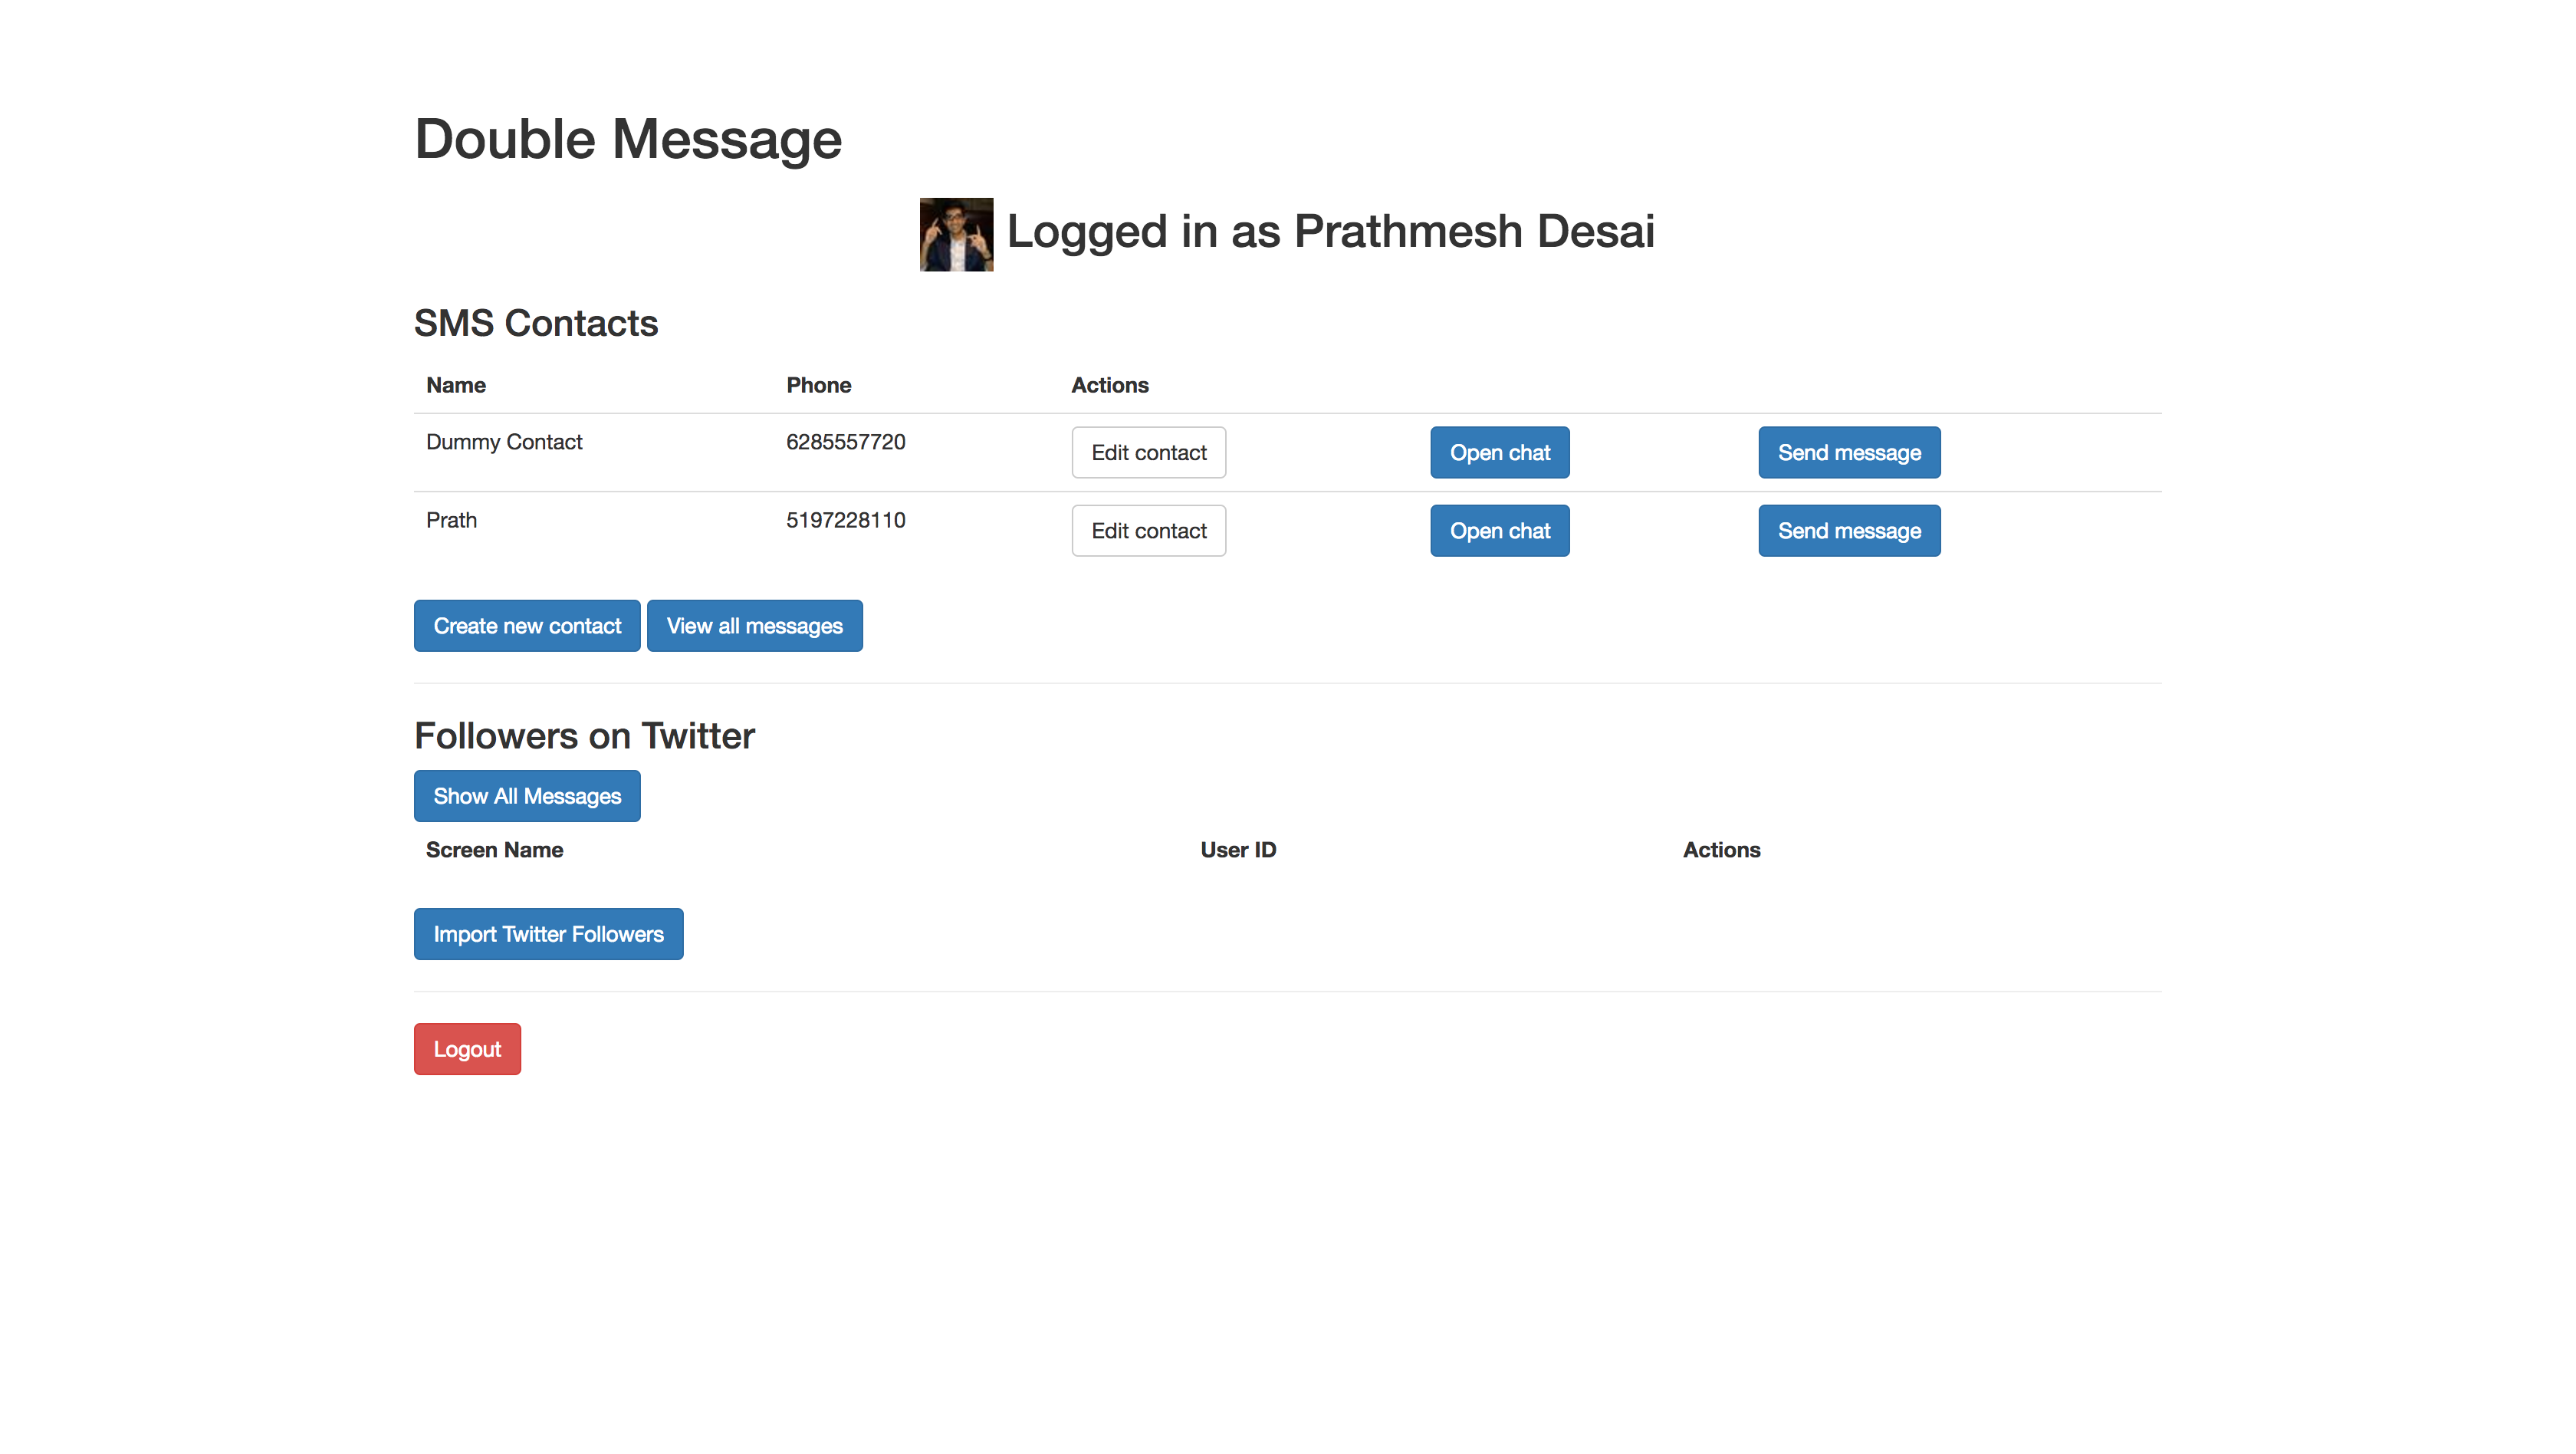 Double Message
Logged in as Prathmesh Desai
SMS Contacts
Name Phone Actions
Dummy Contact 6285557720 Edit contact Open chat Send message
Prath 5197228110 Edit contact Open chat Send message
Create new contact View all messages
Followers on Twitter
Show All Messages
Screen Name User ID Actions
Import Twitter Followers
Logout